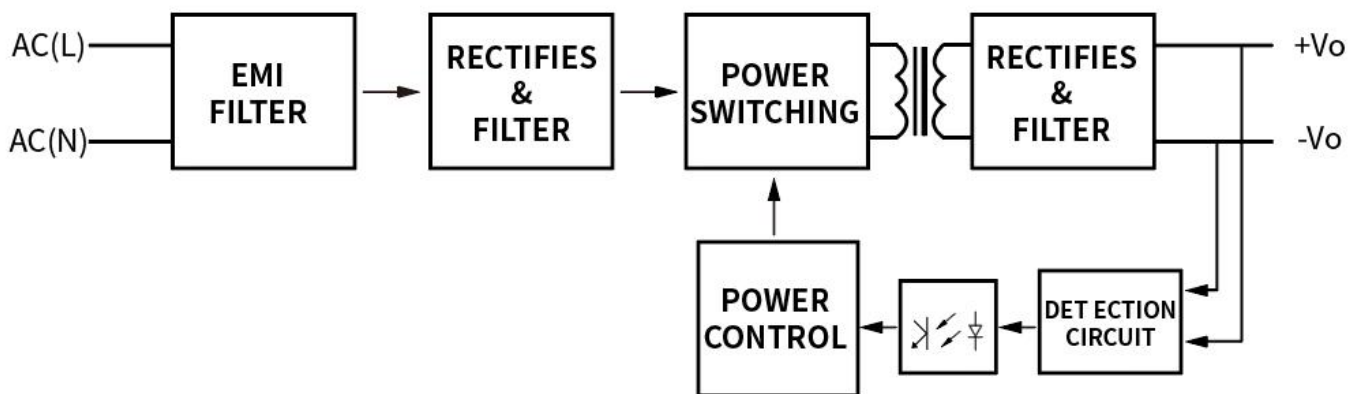 AC(L)
AC(N)
EMI
FILTER
RECTIFIES
&
FILTER
POWER
SWITCHING
RECTIFIES
&
FILTER
+Vo
-Vo
POWER
CONTROL
DET ECTION
CIRCUIT